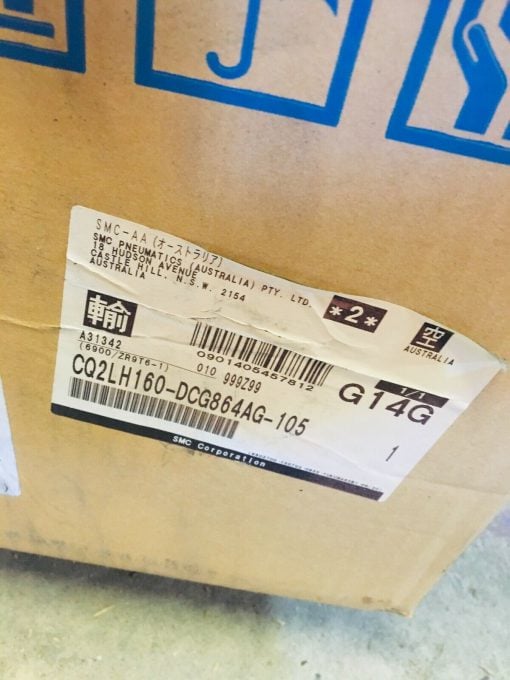 SMC-AA (オーストラリア)
SMC PNEUMATICS (AUSTRALIA) PTY. LTD
18 HUDSON AVENUE
CASTLE HILL, N.S.W. 2154
AUSTRALIA
*2*
空
AUSTRALIA
輸
A31342
(6900/ZR9T6-1)
0901405457812
010 999Z99
1/1
G14G
CQ2LH160-DCG864AG-105
1
SMC Corporation